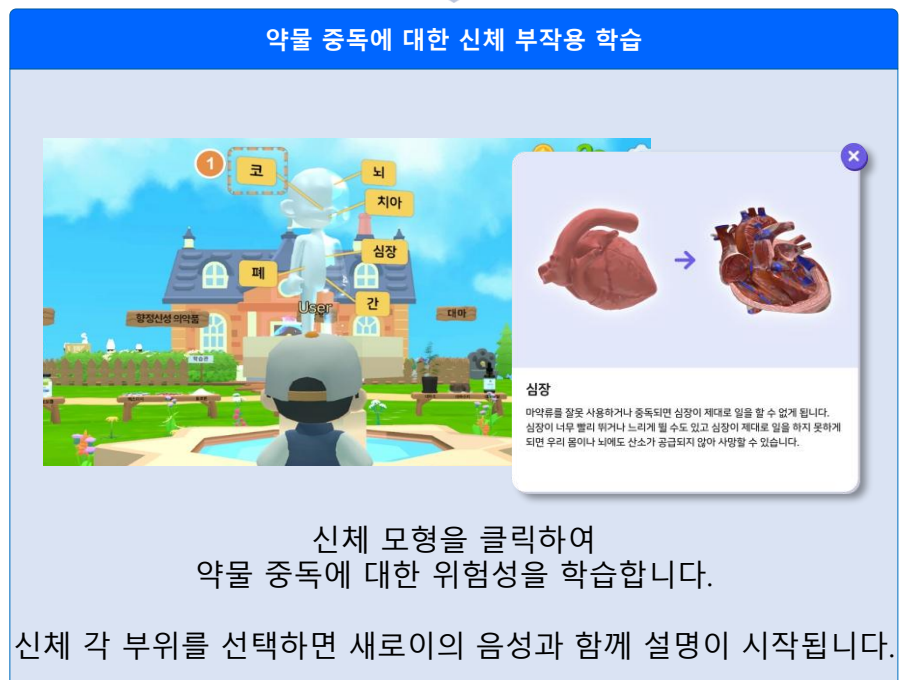 약물 중독에 대한 신체 부작용 학습
1
코
뇌
치아
심장
폐
간
User
향정신성 의약품
대마
학습관
심장
마약류를 잘못 사용하거나 중독되면 심장이 제대로 일을 할 수 없게 됩니다.
심장이 너무 빨리 뛰거나 느리게 뛸 수도 있고 심장이 제대로 일을 하지 못하게
되면 우리 몸이나 뇌에도 산소가 공급되지 않아 사망할 수 있습니다.
신체 모형을 클릭하여
약물 중독에 대한 위험성을 학습합니다.
신체 각 부위를 선택하면 새로이의 음성과 함께 설명이 시작됩니다.